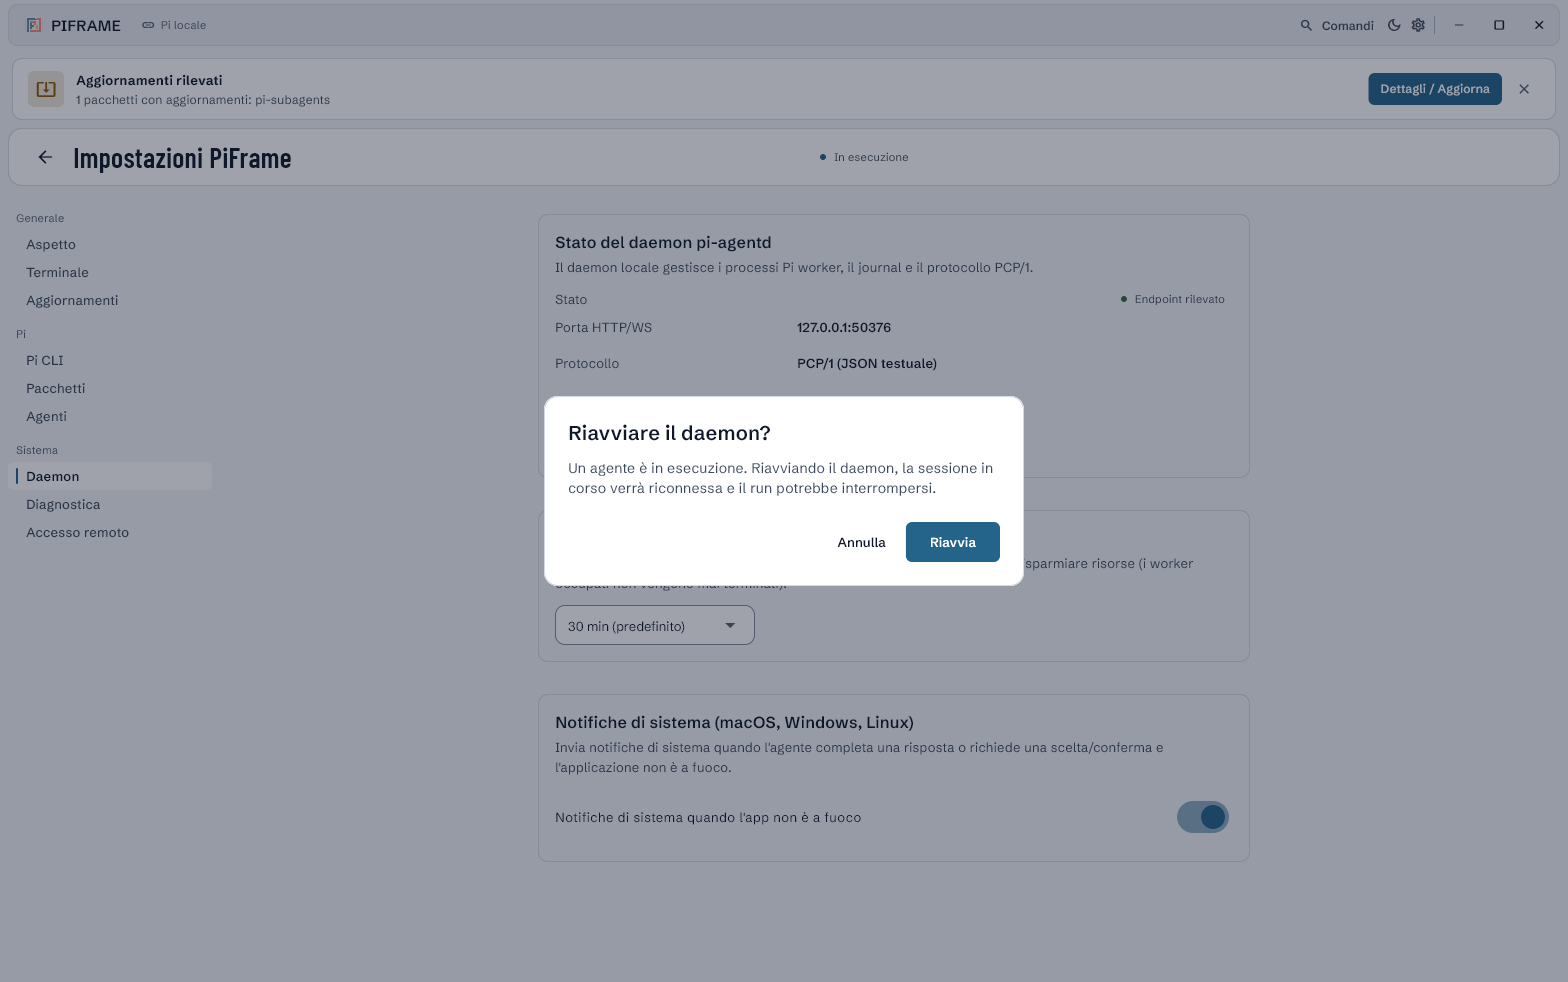 PIFRAME
Pi locale
Comandi
Aggiornamenti rilevati
1 pacchetti con aggiornamenti: pi-subagents
Dettagli / Aggiorna
Impostazioni PiFrame
In esecuzione
Generale
Aspetto
Terminale
Aggiornamenti
Pi
Pi CLI
Pacchetti
Agenti
Sistema
Daemon
Diagnostica
Accesso remoto
Stato del daemon pi-agentd
Il daemon locale gestisce i processi Pi worker, il journal e il protocollo PCP/1.
Stato
Endpoint rilevato
Porta HTTP/WS
127.0.0.1:50376
Protocollo
PCP/1 (JSON testuale)
Riavviare il daemon?
Un agente è in esecuzione. Riavviando il daemon, la sessione in
corso verrà riconnessa e il run potrebbe interrompersi.
Annulla
Riavvia
risorse (i worker
30 min (predefinito)
Notifiche di sistema (macOS, Windows, Linux)
Invia notifiche di sistema quando l'agente completa una risposta o richiede una scelta/conferma e
l'applicazione non è a fuoco.
Notifiche di sistema quando l'app non è a fuoco